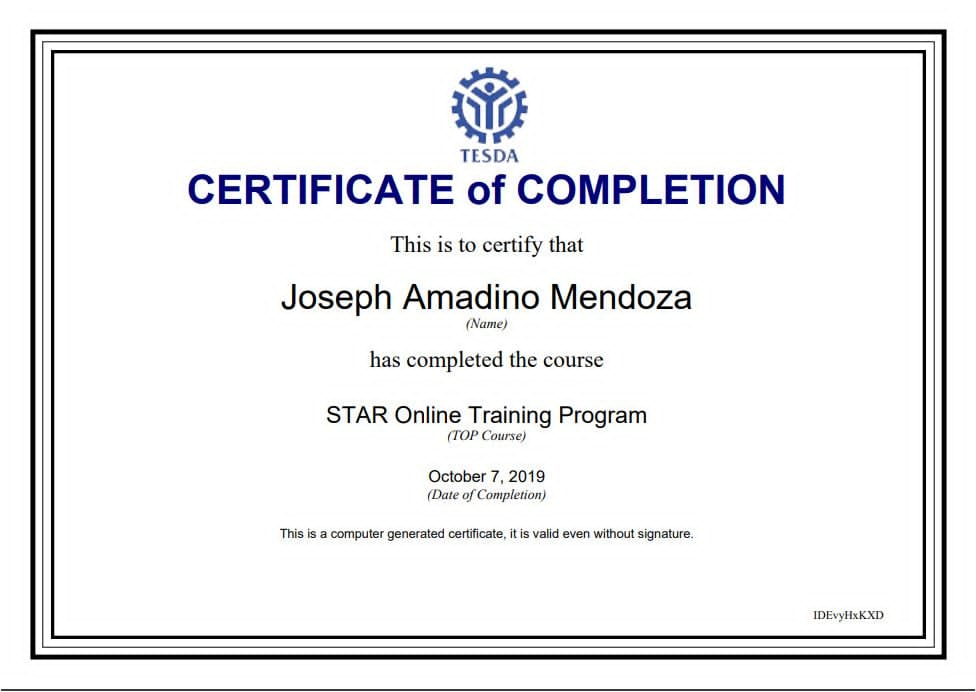 TESDA
CERTIFICATE of COMPLETION
This is to certify that
Joseph Amadino Mendoza
(Name)
has completed the course
STAR Online Training Program
(TOP Course)
October 7, 2019
(Date of Completion)
This is a computer generated certificate, it is valid even without signature.
IDEvyHxKXD